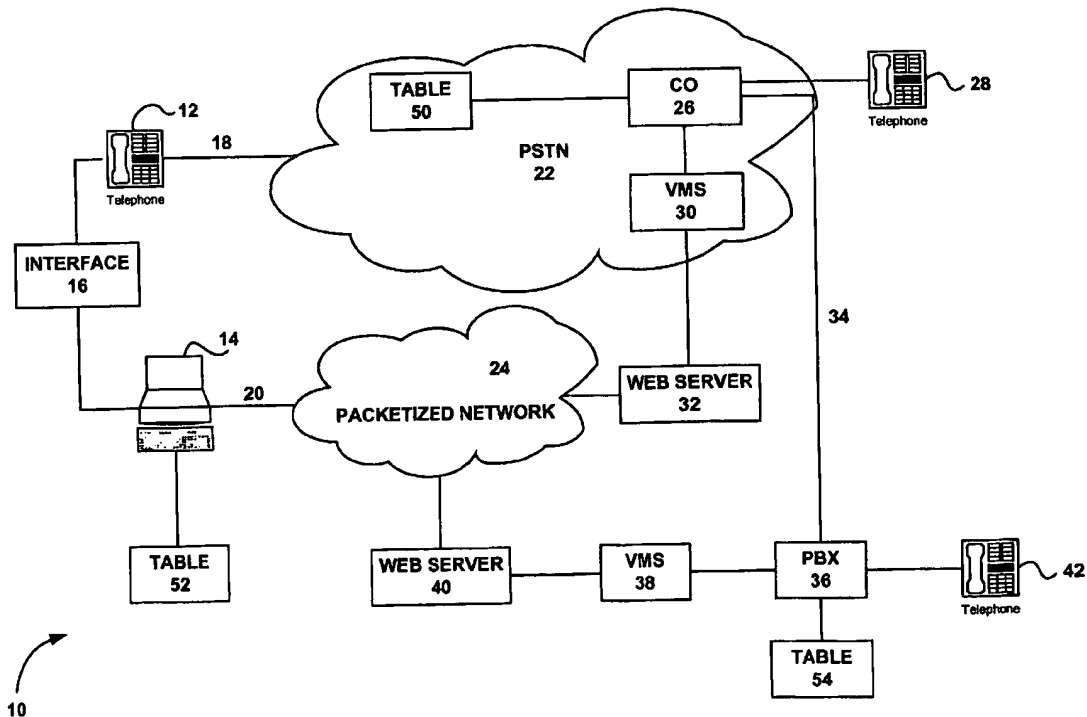 12
Telephone
18
TABLE
50
CO
26
28
Telephone
PSTN
22
VMS
30
INTERFACE
16
34
14
20
24
PACKETIZED NETWORK
WEB SERVER
32
TABLE
52
WEB SERVER
40
VMS
38
PBX
36
42
Telephone
TABLE
54
10